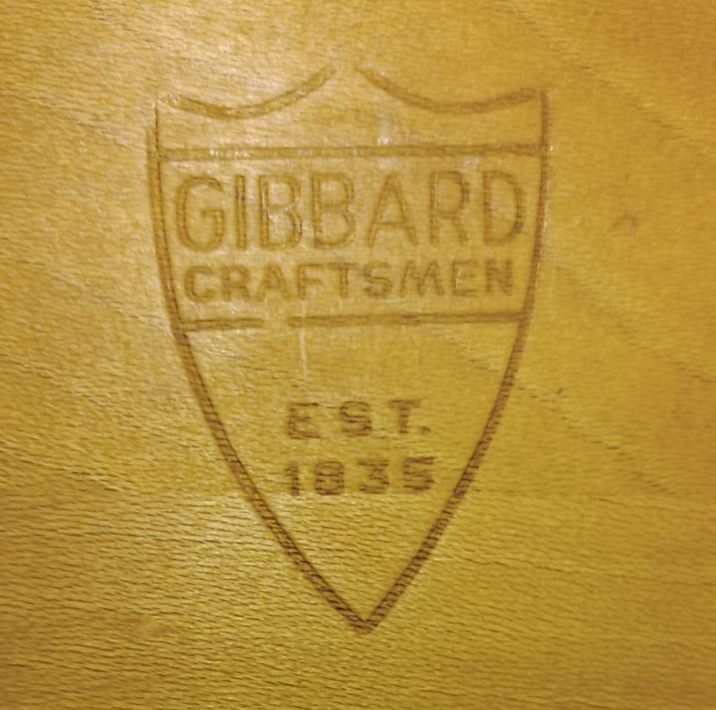 GIBBARD
CRAFTSMEN
EST.
1835